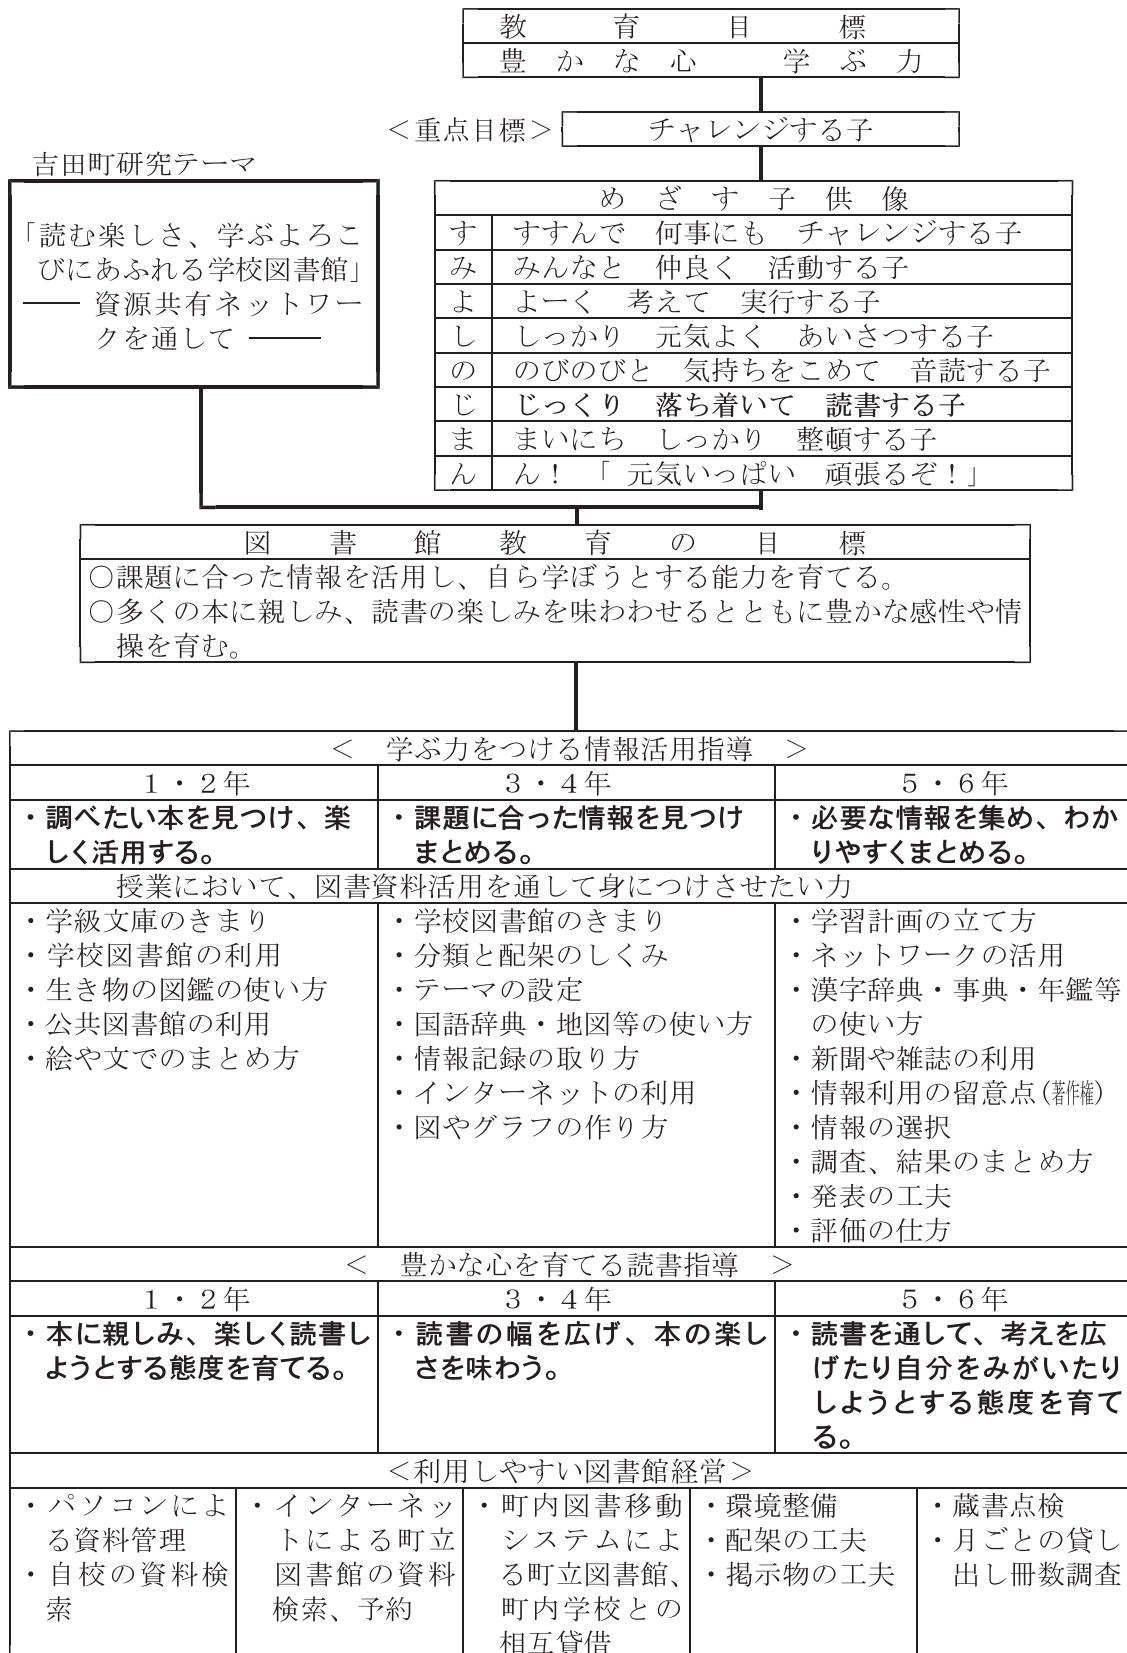 教育目標
豊かな心　学ぶ力
＜重点目標＞　チャレンジする子
吉田町研究テーマ
「読む楽しさ、学ぶよろこ
びにあふれる学校図書館」
── 資源共有ネットワー
クを通して ──
めざす子供像
す　すすんで　何事にも　チャレンジする子
み　みんなと　仲良く　活動する子
よ　よーく　考えて　実行する子
し　しっかり　元気よく　あいさつする子
の　のびのびと　気持ちをこめて　音読する子
じ　じっくり　落ち着いて　読書する子
ま　まいにち　しっかり　整頓する子
ん　ん！　「 元気いっぱい　頑張るぞ！」
図書館教育の目標
○課題に合った情報を活用し、自ら学ぼうとする能力を育てる。
○多くの本に親しみ、読書の楽しみを味わわせるとともに豊かな感性や情
操を育む。
＜　学ぶ力をつける情報活用指導　＞
１・２年　３・４年　５・６年
・調べたい本を見つけ、楽
しく活用する。
・課題に合った情報を見つけ
まとめる。
・必要な情報を集め、わか
りやすくまとめる。
授業において、図書資料活用を通して身につけさせたい力
・学級文庫のきまり
・学校図書館の利用
・生き物の図鑑の使い方
・公共図書館の利用
・絵や文でのまとめ方
・学校図書館のきまり
・分類と配架のしくみ
・テーマの設定
・国語辞典・地図等の使い方
・情報記録の取り方
・インターネットの利用
・図やグラフの作り方
・学習計画の立て方
・ネットワークの活用
・漢字辞典・事典・年鑑等
の使い方
・新聞や雑誌の利用
・情報利用の留意点(著作権)
・情報の選択
・調査、結果のまとめ方
・発表の工夫
・評価の仕方
＜　豊かな心を育てる読書指導　＞
１・２年　３・４年　５・６年
・本に親しみ、楽しく読書し
ようとする態度を育てる。
・読書の幅を広げ、本の楽し
さを味わう。
・読書を通して、考えを広
げたり自分をみがいたり
しようとする態度を育て
る。
＜利用しやすい図書館経営＞
・パソコンによ
る資料管理
・自校の資料検
索
・インターネッ
トによる町立
図書館の資料
検索、予約
・町内図書移動
システムによ
る町立図書館、
町内学校との
相互貸借
・環境整備
・配架の工夫
・掲示物の工夫
・蔵書点検
・月ごとの貸し
出し冊数調査